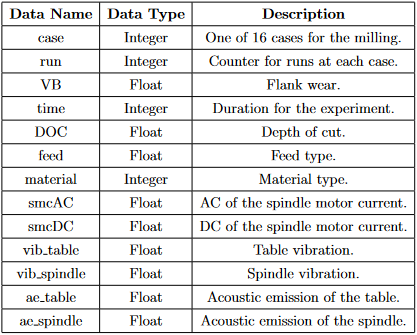 Data Name Data Type Description
case Integer One of 16 cases for the milling.
run Integer Counter for runs at each case.
VB Float Flank wear.
time Integer Duration for the experiment.
DOC Float Depth of cut.
feed Float Feed type.
material Integer Material type.
smcAC Float AC of the spindle motor current.
smcDC Float DC of the spindle motor current.
vib_table Float Table vibration.
vib_spindle Float Spindle vibration.
ae_table Float Acoustic emission of the table.
ae_spindle Float Acoustic emission of the spindle.